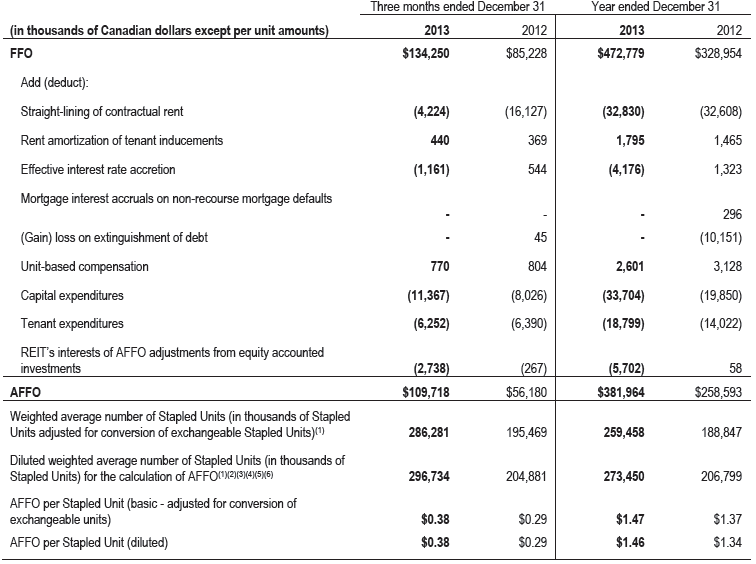 Three months ended December 31 Year ended December 31
(in thousands of Canadian dollars except per unit amounts) 2013 2012 2013 2012
FFO $134,250 $85,228 $472,779 $328,954
Add (deduct):
Straight-lining of contractual rent (4,224) (16,127) (32,830) (32,608)
Rent amortization of tenant inducements 440 369 1,795 1,465
Effective interest rate accretion (1,161) 544 (4,176) 1,323
Mortgage interest accruals on non-recourse mortgage defaults
- - - 296
(Gain) loss on extinguishment of debt - 45 - (10,151)
Unit-based compensation 770 804 2,601 3,128
Capital expenditures (11,367) (8,026) (33,704) (19,850)
Tenant expenditures (6,252) (6,390) (18,799) (14,022)
REIT's interests of AFFO adjustments from equity accounted
investments (2,738) (267) (5,702) 58
AFFO $109,718 $56,180 $381,964 $258,593
Weighted average number of Stapled Units (in thousands of Stapled
Units adjusted for conversion of exchangeable Stapled Units)(1) 286,281 195,469 259,458 188,847
Diluted weighted average number of Stapled Units (in thousands of
Stapled Units) for the calculation of AFFO(1)(2)(3)(4)(5)(6) 296,734 204,881 273,450 206,799
AFFO per Stapled Unit (basic - adjusted for conversion of
exchangeable units) $0.38 $0.29 $1.47 $1.37
AFFO per Stapled Unit (diluted) $0.38 $0.29 $1.46 $1.34